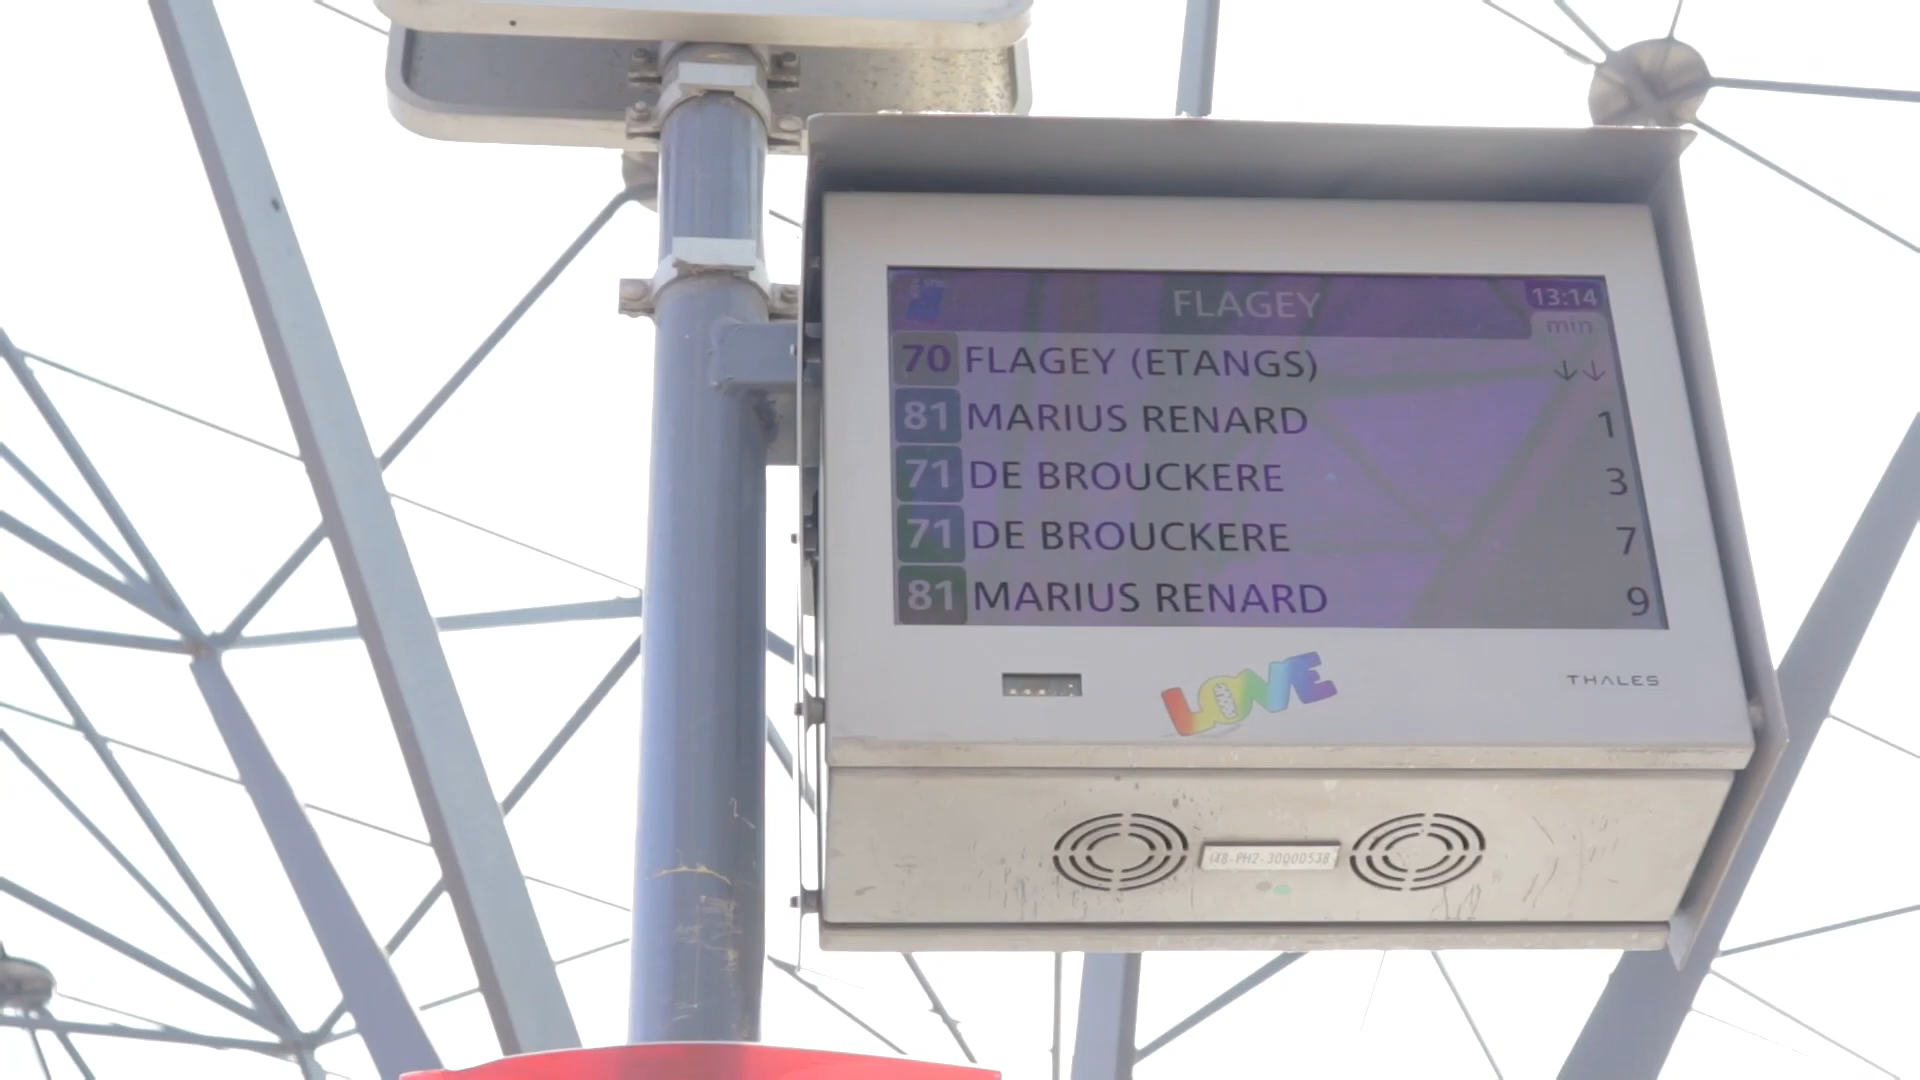 FLAGEY 13:14
min
70 FLAGEY (ETANGS) ↓↓
81 MARIUS RENARD 1
71 DE BROUCKERE 3
71 DE BROUCKERE 7
81 MARIUS RENARD 9
LOVE
THALES